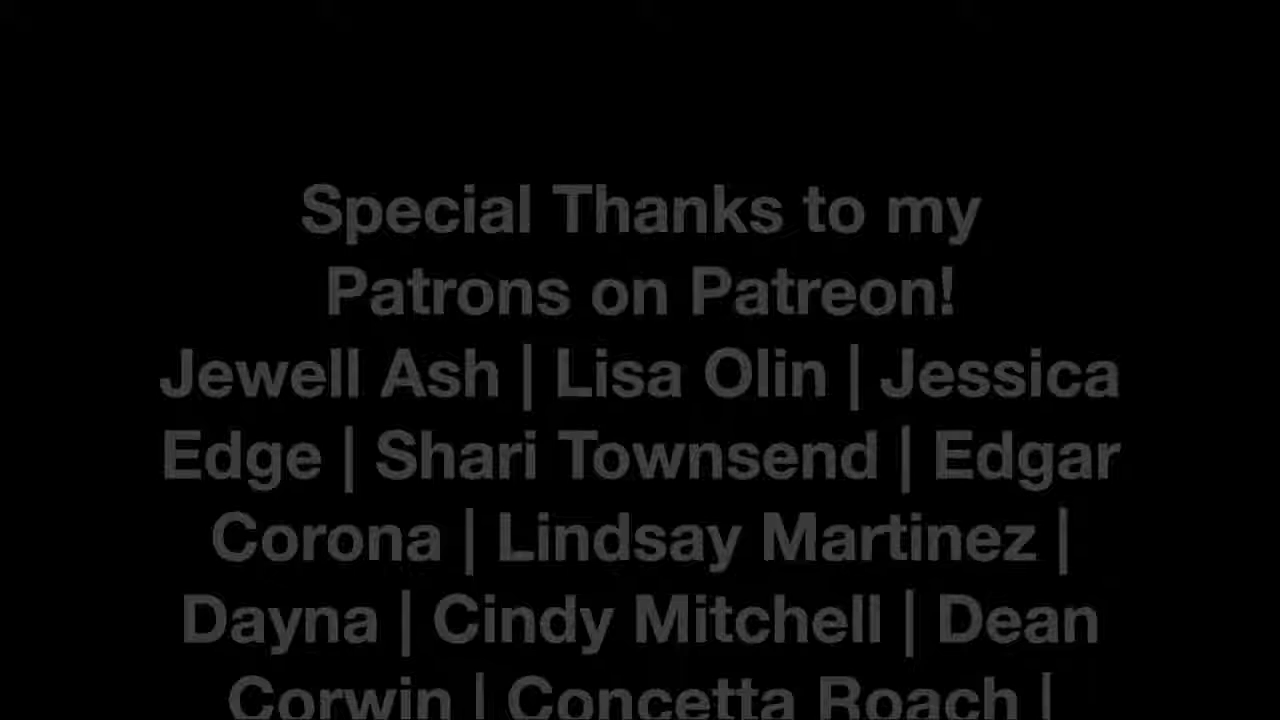 Special Thanks to my
Patrons on Patreon!
Jewell Ash | Lisa Olin | Jessica
Edge | Shari Townsend | Edgar
Corona | Lindsay Martinez |
Dayna | Cindy Mitchell | Dean
Corwin | Concetta Roach |